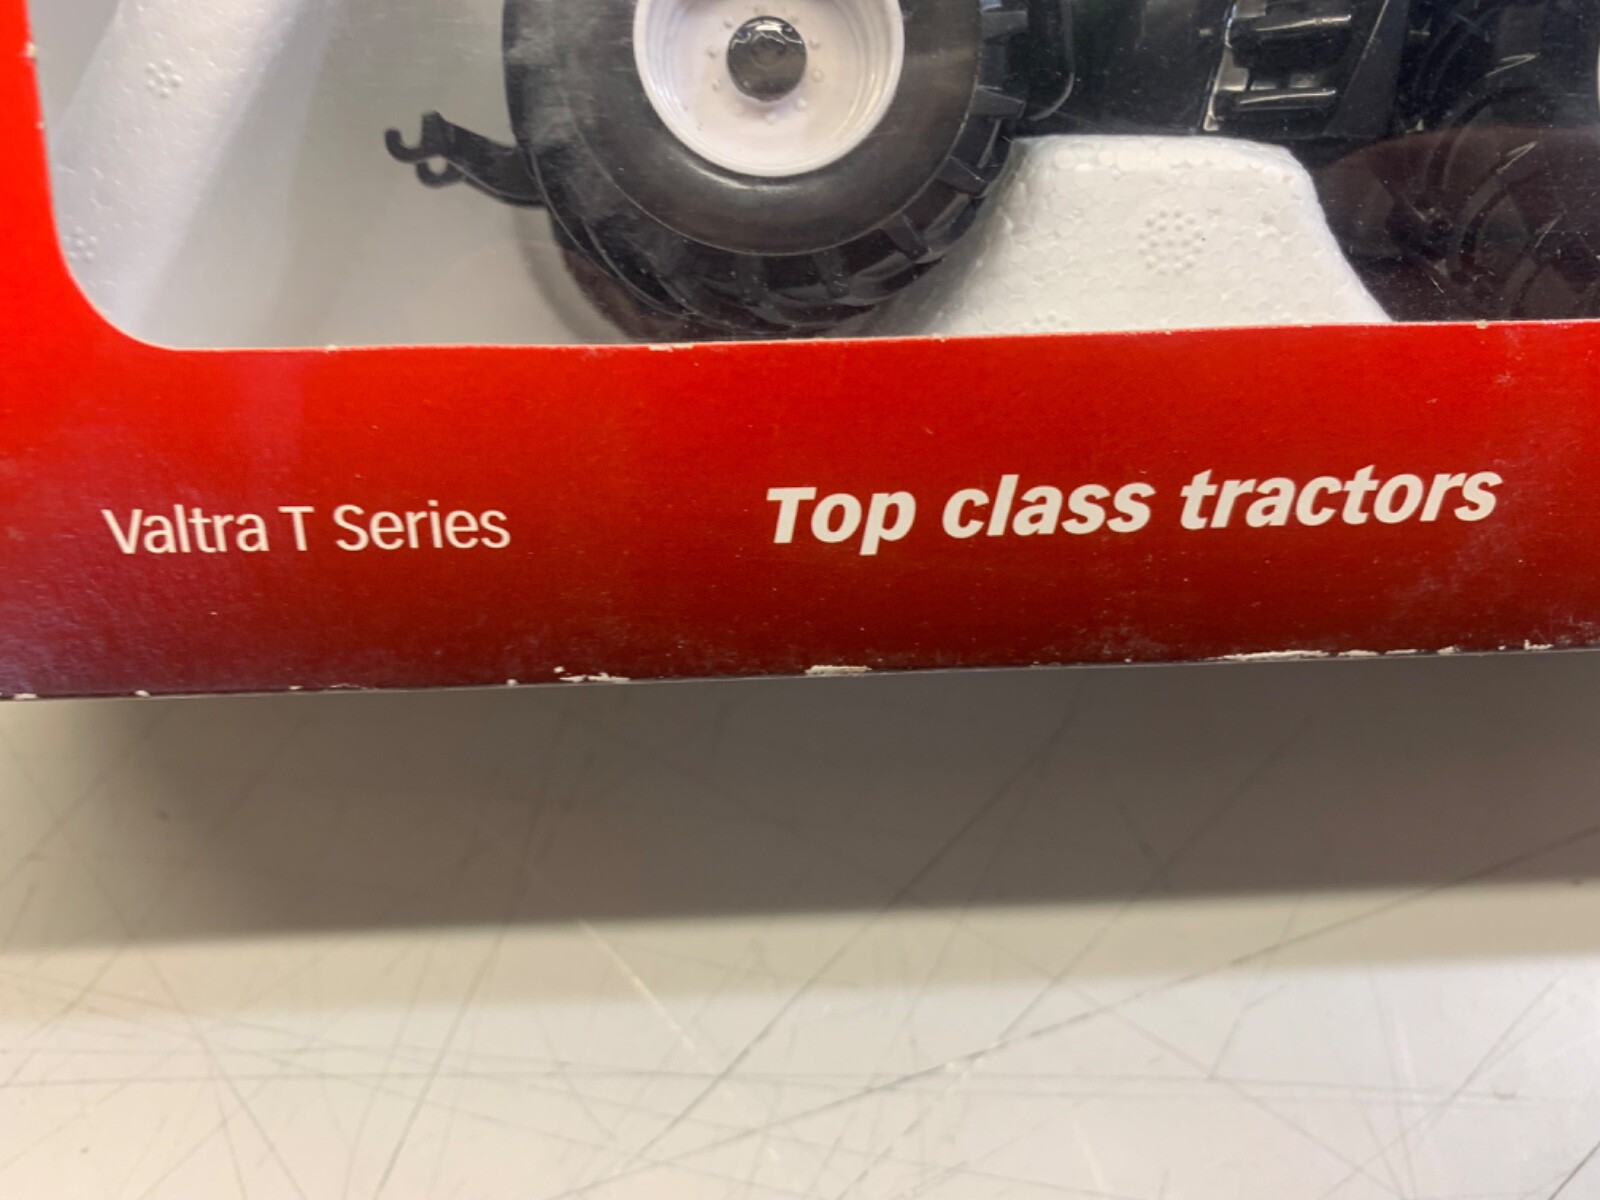 Valtra T Series
Top class tractors